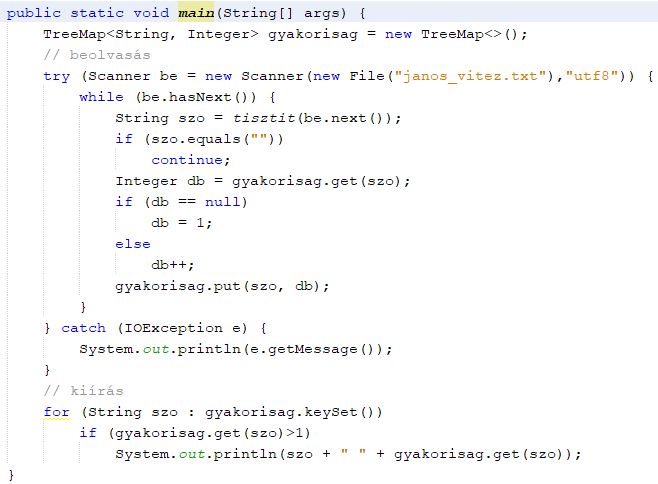 public static void main(String[] args) {
    TreeMap<String, Integer> gyakorisag = new TreeMap<>();
    // beolvasás
    try (Scanner be = new Scanner(new File("janos_vitez.txt"),"utf8")) {
        while (be.hasNext()) {
            String szo = tisztit(be.next());
            if (szo.equals(""))
                continue;
            Integer db = gyakorisag.get(szo);
            if (db == null)
                db = 1;
            else
                db++;
            gyakorisag.put(szo, db);
        }
    } catch (IOException e) {
        System.out.println(e.getMessage());
    }
    // kiírás
    for (String szo : gyakorisag.keySet())
        if (gyakorisag.get(szo)>1)
            System.out.println(szo + " " + gyakorisag.get(szo));
}